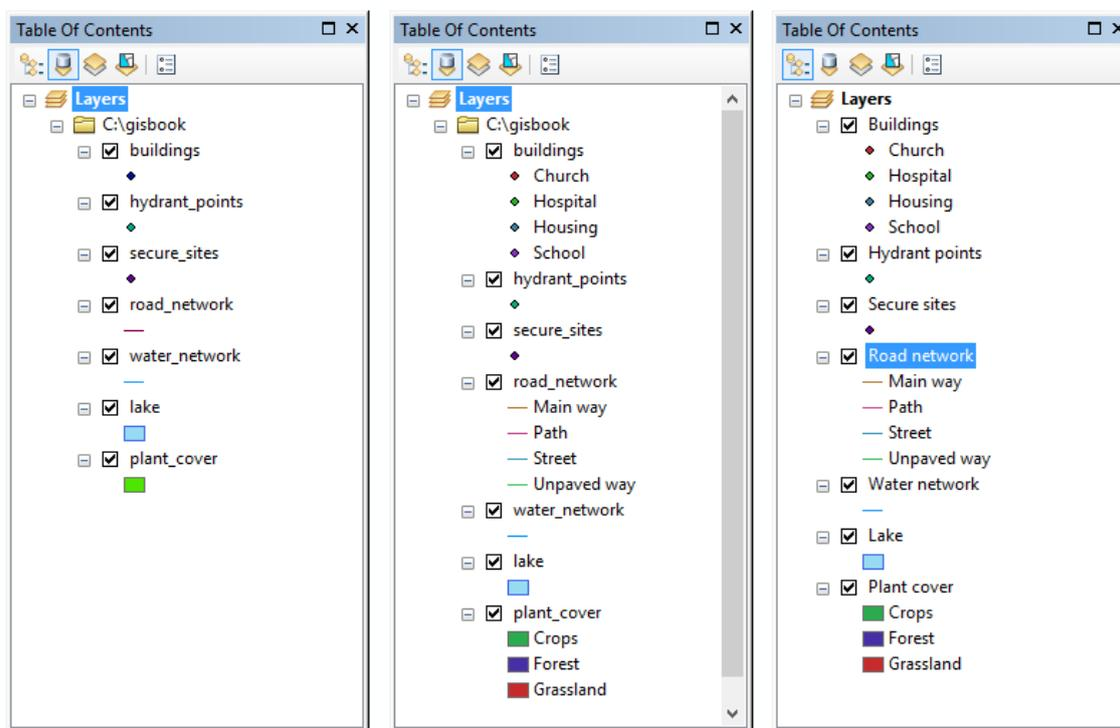 Table Of Contents
Layers
C:\gisbook
buildings
hydrant_points
secure_sites
road_network
water_network
lake
plant_cover
Table Of Contents
Layers
C:\gisbook
buildings
Church
Hospital
Housing
School
hydrant_points
secure_sites
road_network
Main way
Path
Street
Unpaved way
water_network
lake
plant_cover
Crops
Forest
Grassland
Table Of Contents
Layers
Buildings
Church
Hospital
Housing
School
Hydrant points
Secure sites
Road network
Main way
Path
Street
Unpaved way
Water network
Lake
Plant cover
Crops
Forest
Grassland